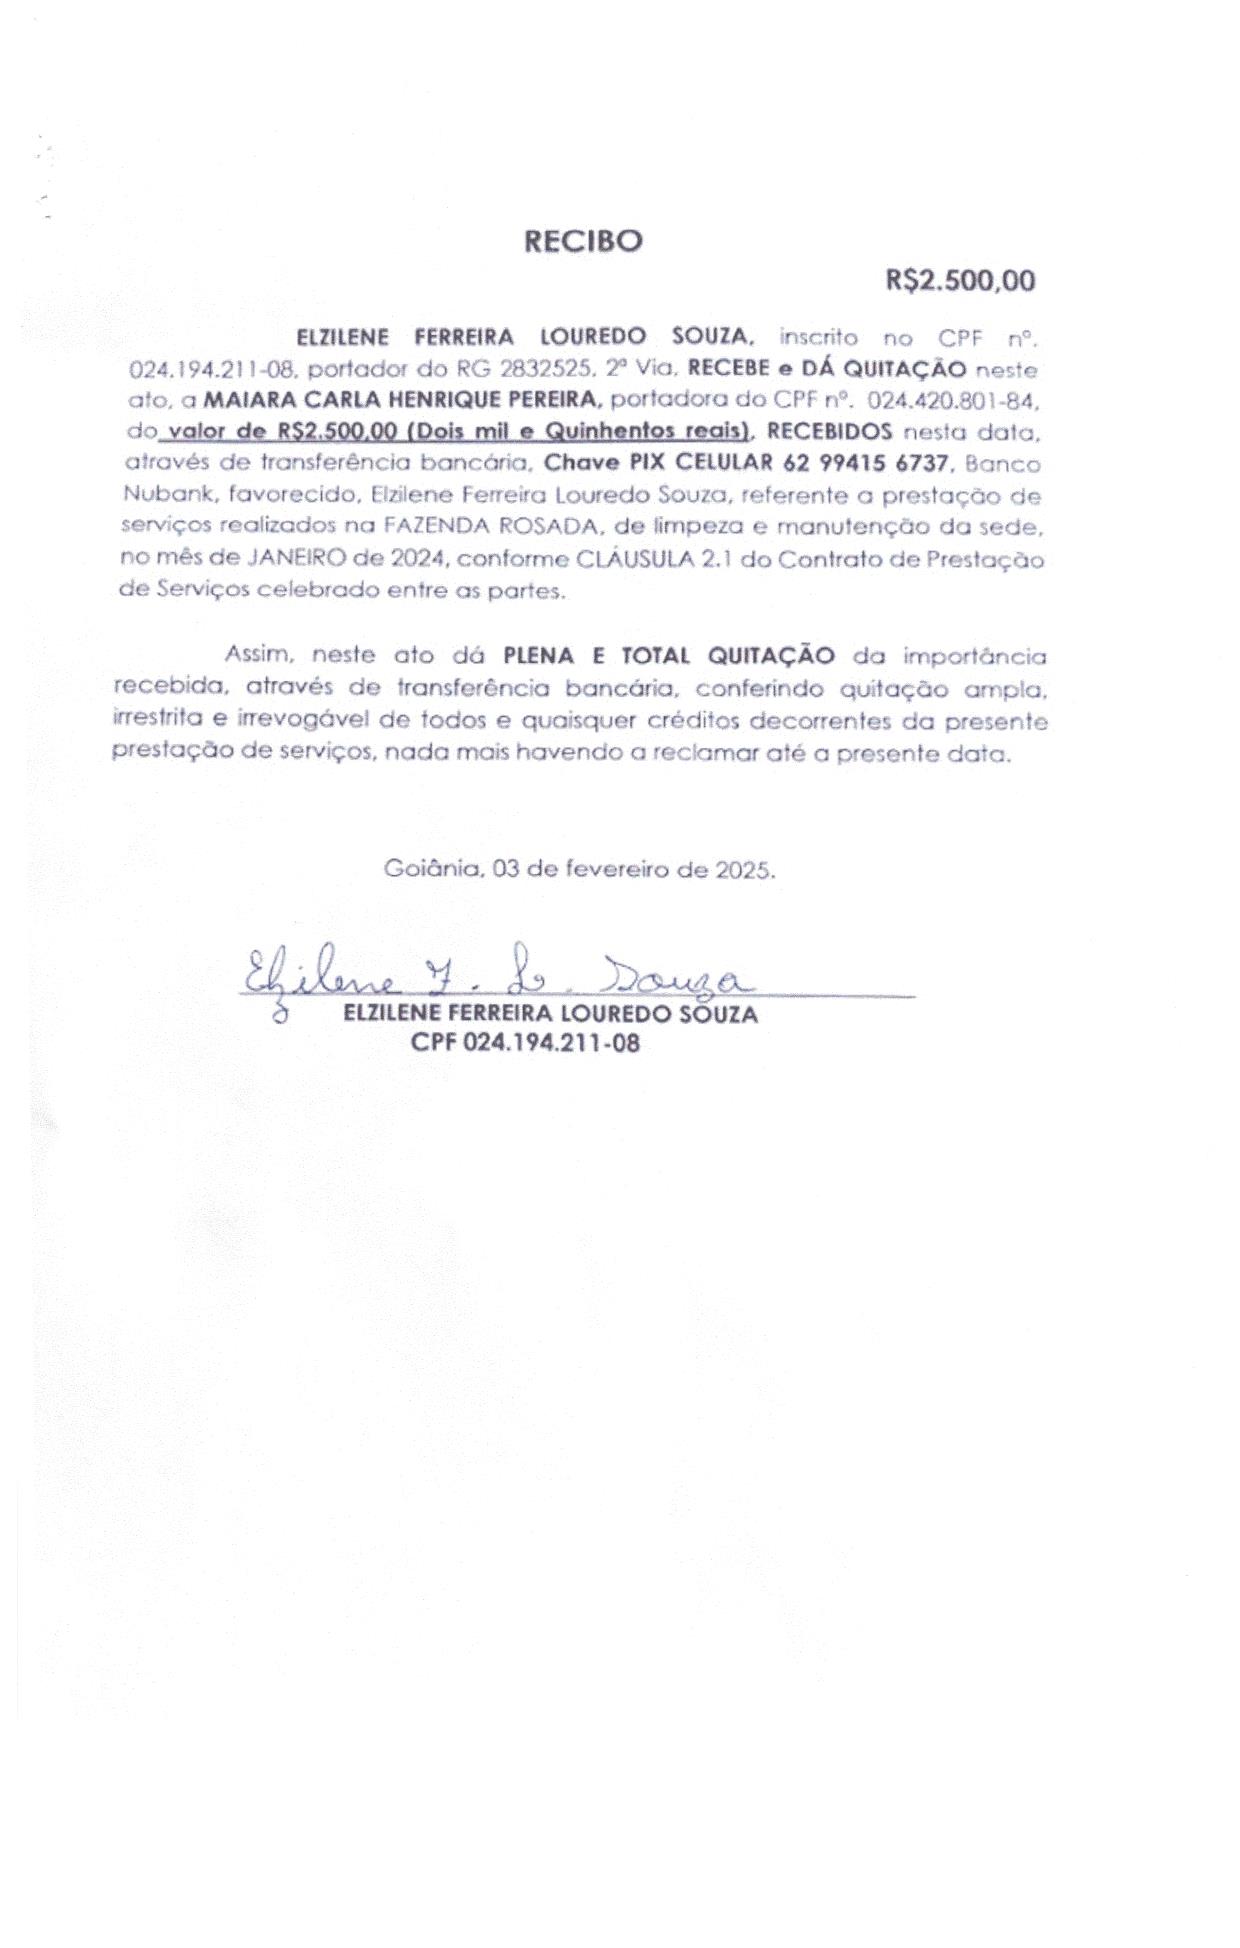 RECIBO
R$2.500,00
ELZILENE FERREIRA LOUREDO SOUZA, inscrito no CPF nº.
024.194.211-08, portador do RG 2832525, 2ª Via, RECEBE e DÁ QUITAÇÃO neste
ato, a MAIARA CARLA HENRIQUE PEREIRA, portadora do CPF nº. 024.420.801-84,
do valor de R$2.500,00 (Dois mil e Quinhentos reais), RECEBIDOS nesta data,
através de transferência bancária, Chave PIX CELULAR 62 99415 6737, Banco
Nubank, favorecido, Elzilene Ferreira Louredo Souza, referente a prestação de
serviços realizados na FAZENDA ROSADA, de limpeza e manutenção da sede,
no mês de JANEIRO de 2024, conforme CLÁUSULA 2.1 do Contrato de Prestação
de Serviços celebrado entre as partes.
Assim, neste ato dá PLENA E TOTAL QUITAÇÃO da importância
recebida, através de transferência bancária, conferindo quitação ampla,
irrestrita e irrevogável de todos e quaisquer créditos decorrentes da presente
prestação de serviços, nada mais havendo a reclamar até a presente data.
Goiânia, 03 de fevereiro de 2025.
Elzilene F. L. Souza
ELZILENE FERREIRA LOUREDO SOUZA
CPF 024.194.211-08